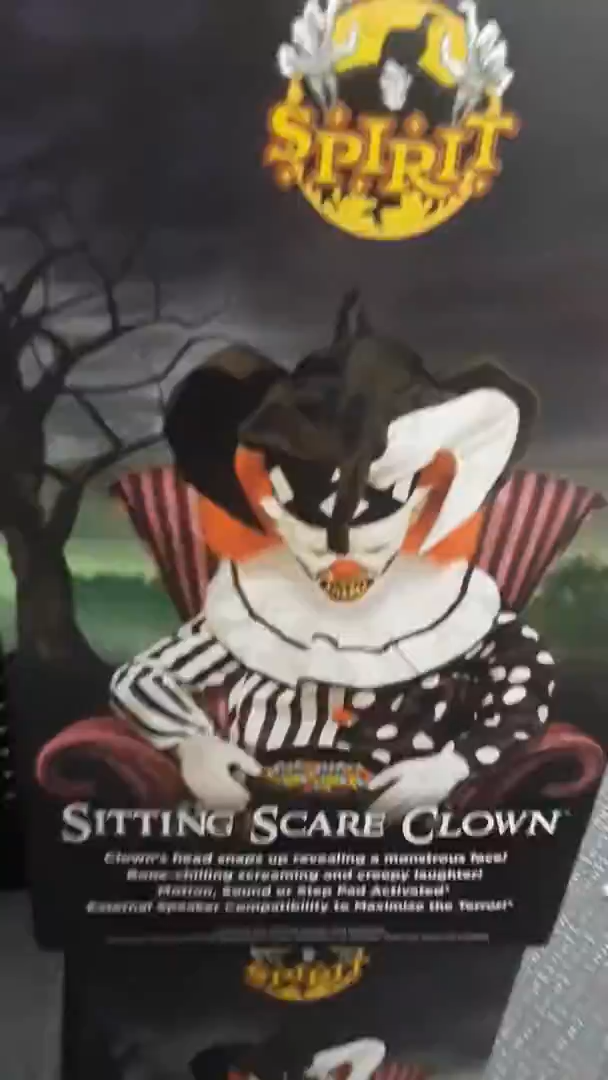 SPIRIT
SITTING SCARE CLOWN™
Clown's head snaps up revealing a monstrous face!
Bone-chilling screaming and creepy laughter!
Motion, Sound or Step Pad Activated*
External Speaker Compatibility to Maximize the Terror!*
SPIRIT